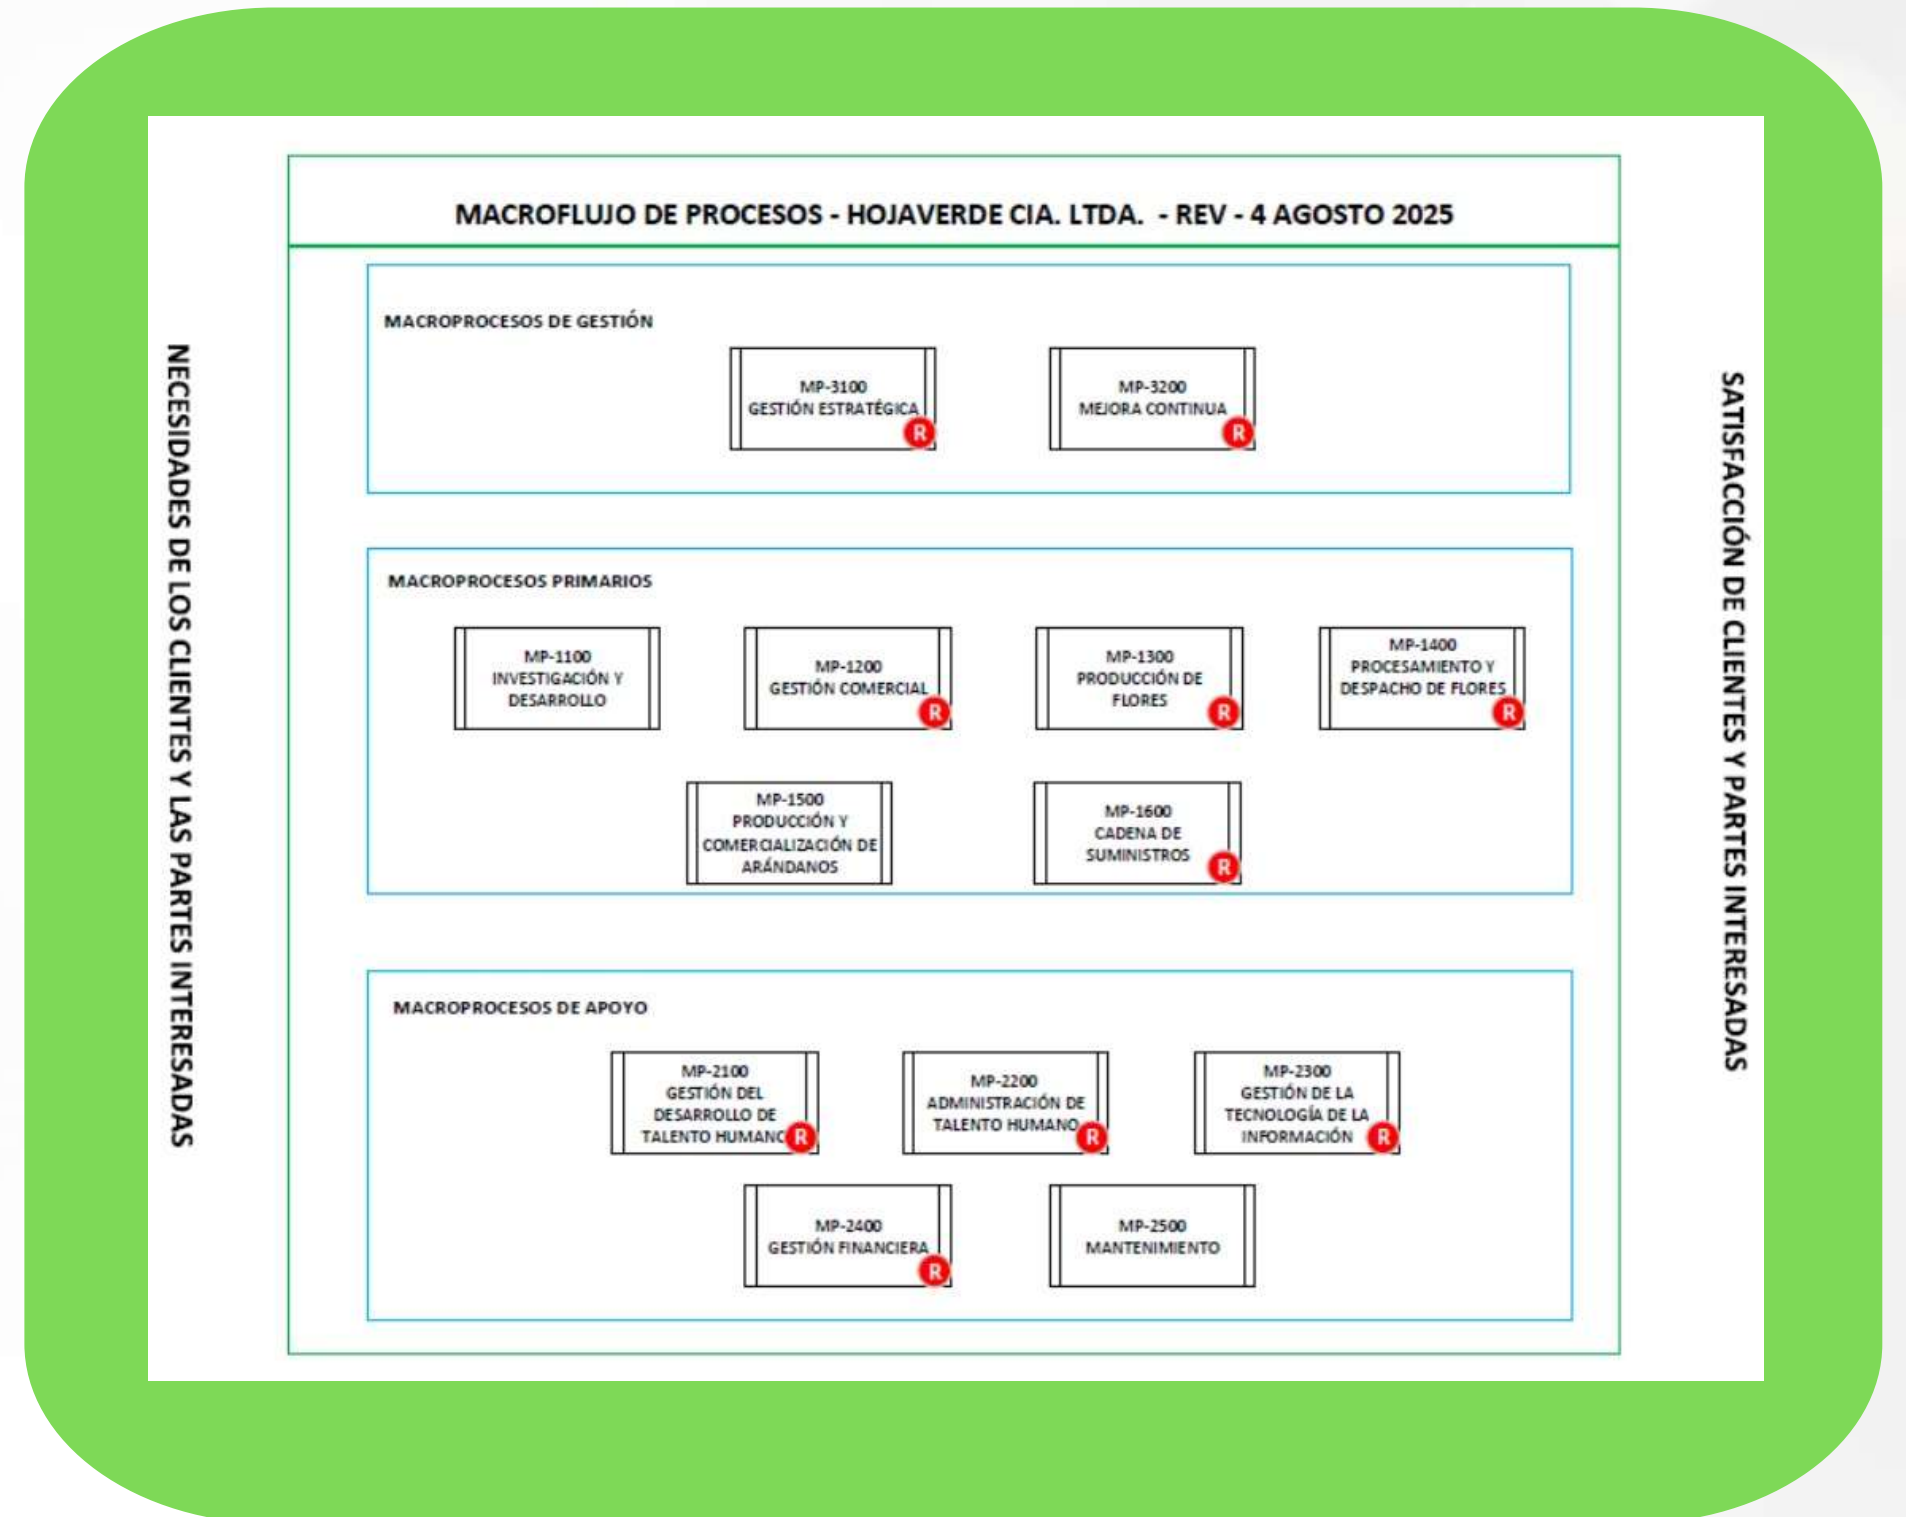 MACROFLUJO DE PROCESOS - HOJAVERDE CIA. LTDA. - REV - 4 AGOSTO 2025
NECESIDADES DE LOS CLIENTES Y LAS PARTES INTERESADAS
MACROPROCESOS DE GESTIÓN
MP-3100
GESTIÓN ESTRATÉGICA
R
MP-3200
MEJORA CONTINUA
R
MACROPROCESOS PRIMARIOS
MP-1100
INVESTIGACIÓN Y
DESARROLLO
MP-1200
GESTIÓN COMERCIAL
R
MP-1300
PRODUCCIÓN DE
FLORES
R
MP-1400
PROCESAMIENTO Y
DESPACHO DE FLORES
R
MP-1500
PRODUCCIÓN Y
COMERCIALIZACIÓN DE
ARÁNDANOS
MP-1600
CADENA DE
SUMINISTROS
R
MACROPROCESOS DE APOYO
MP-2100
GESTIÓN DEL
DESARROLLO DE
TALENTO HUMANO
R
MP-2200
ADMINISTRACIÓN DE
TALENTO HUMANO
R
MP-2300
GESTIÓN DE LA
TECNOLOGÍA DE LA
INFORMACIÓN
R
MP-2400
GESTIÓN FINANCIERA
R
MP-2500
MANTENIMIENTO
SATISFACCIÓN DE CLIENTES Y PARTES INTERESADAS